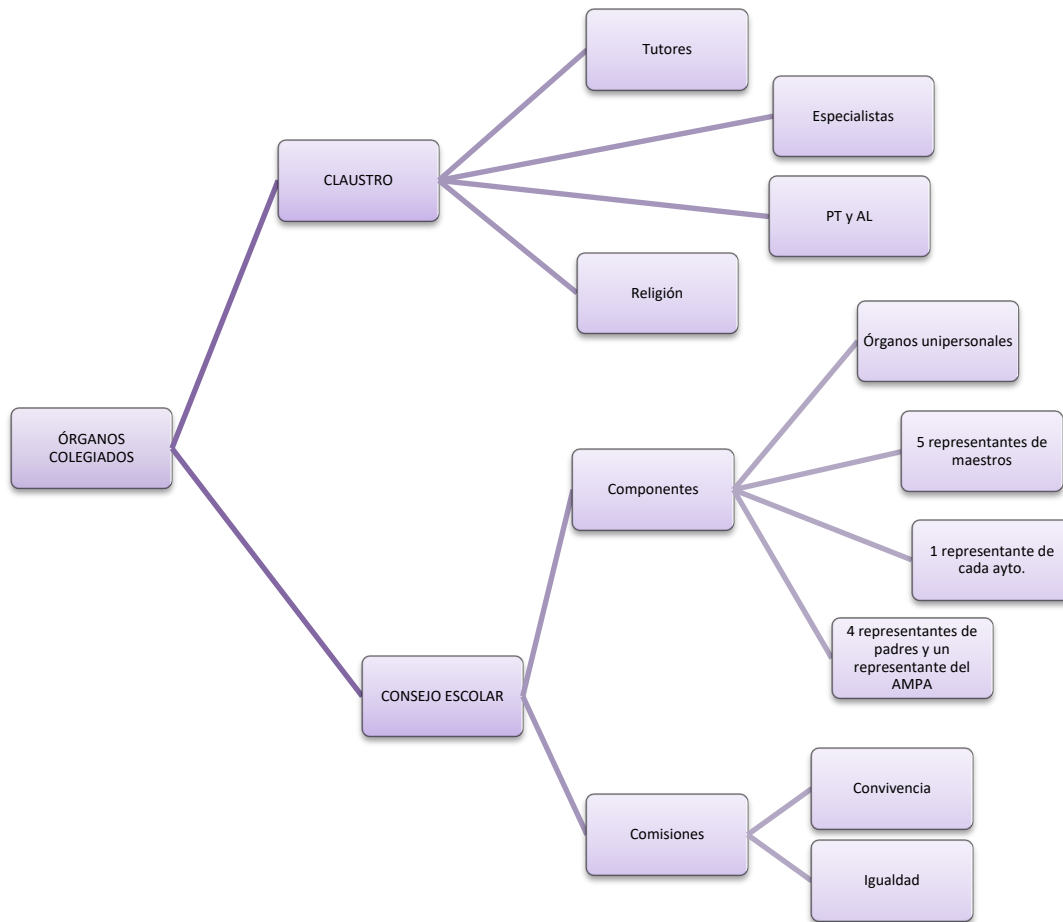 Tutores
Especialistas
CLAUSTRO
PT y AL
Religión
Órganos unipersonales
ÓRGANOS
COLEGIADOS
5 representantes de
maestros
Componentes
1 representante de
cada ayto.
4 representantes de
padres y un
representante del
AMPA
CONSEJO ESCOLAR
Convivencia
Comisiones
Igualdad